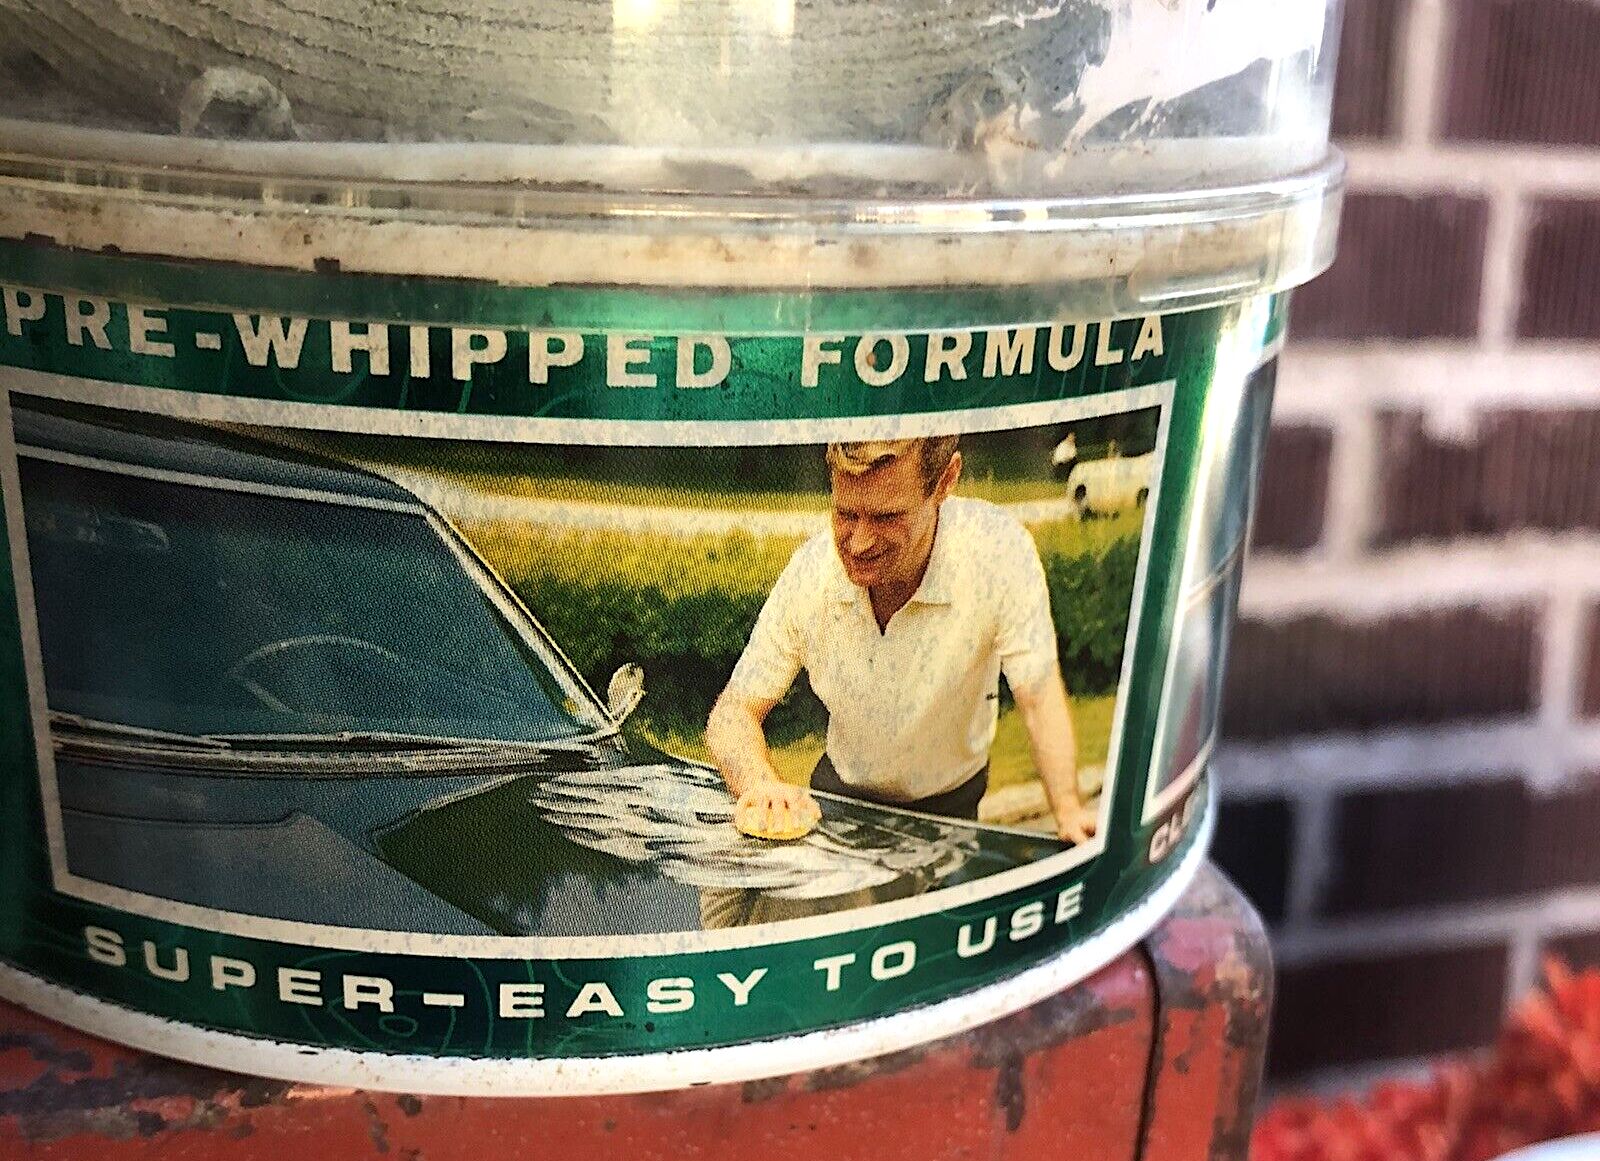 PRE-WHIPPED FORMULA
SUPER-EASY TO USE